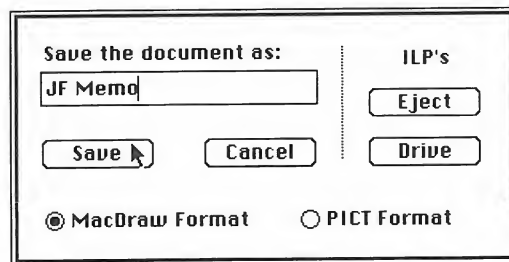 Save the document as:
ILP's
JF Memo
Eject
Save
Cancel
Drive
MacDraw Format
PICT Format